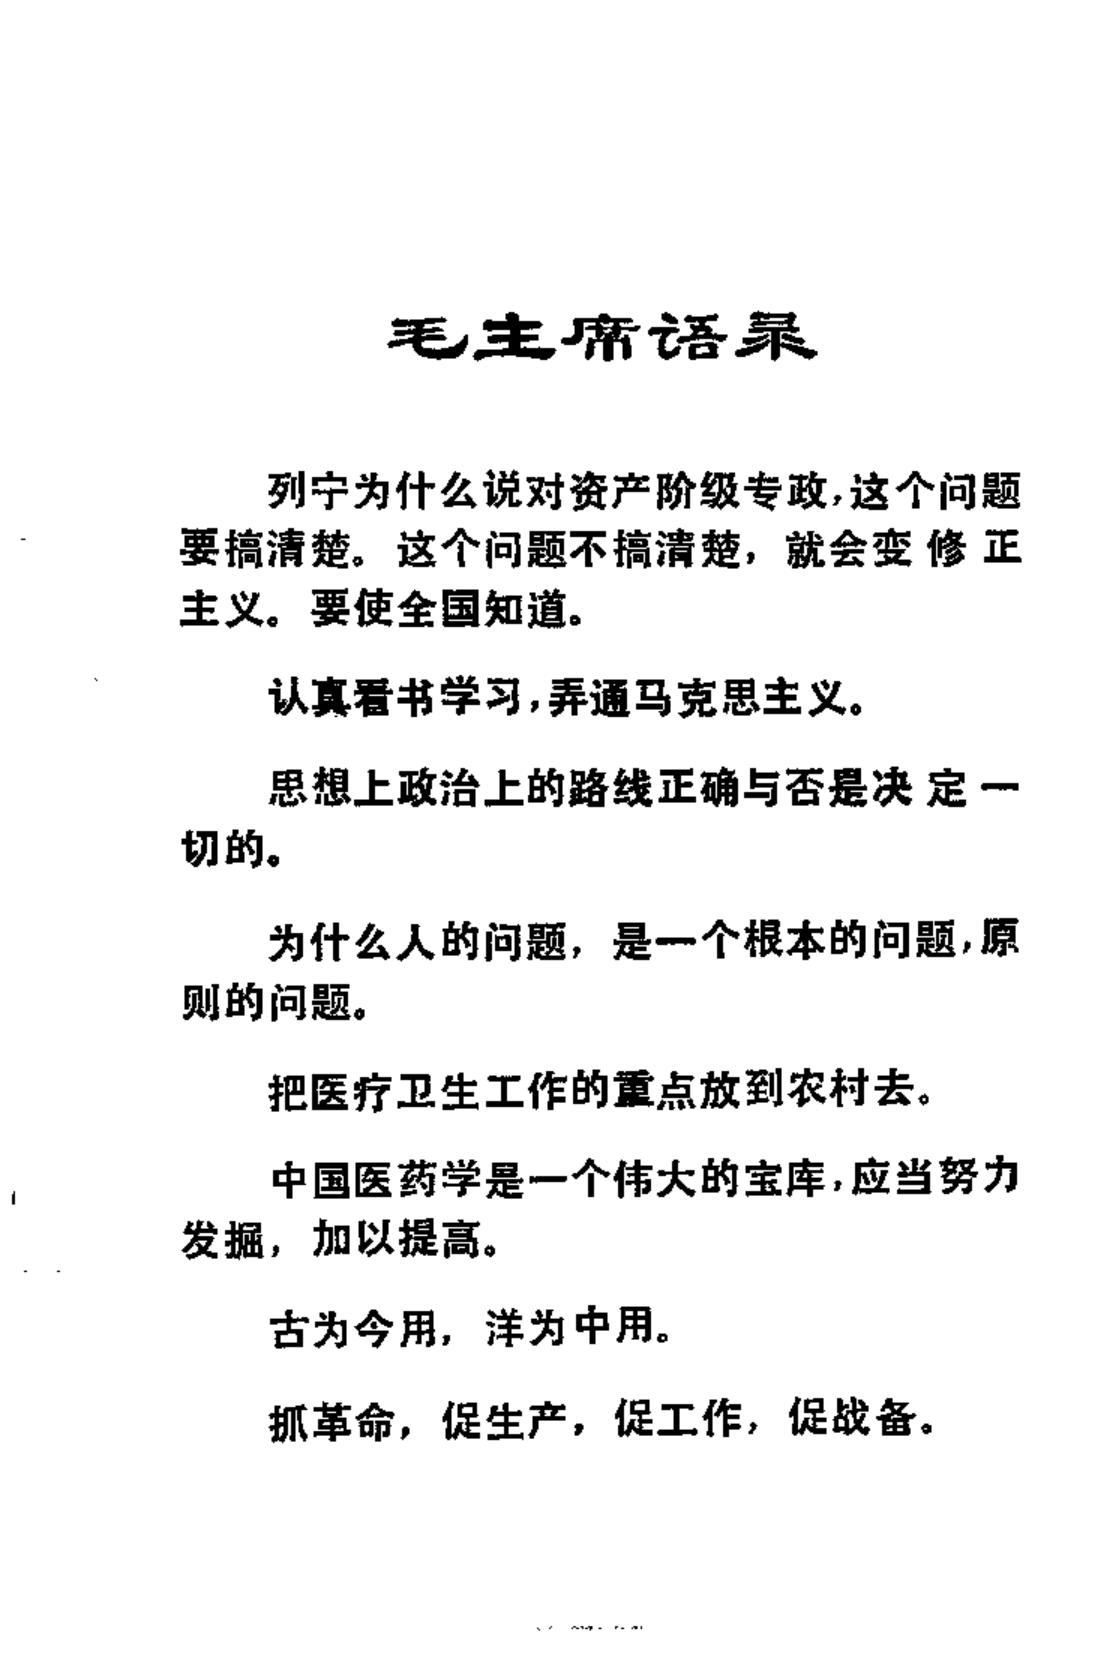 毛主席语录
列宁为什么说对资产阶级专政，这个问题
要搞清楚。这个问题不搞清楚，就会变修正
主义。要使全国知道。
认真看书学习，弄通马克思主义。
思想上政治上的路线正确与否是决定一
切的。
为什么人的问题，是一个根本的问题，原
则的问题。
把医疗卫生工作的重点放到农村去。
中国医药学是一个伟大的宝库，应当努力
发掘，加以提高。
古为今用，洋为中用。
抓革命，促生产，促工作，促战备。